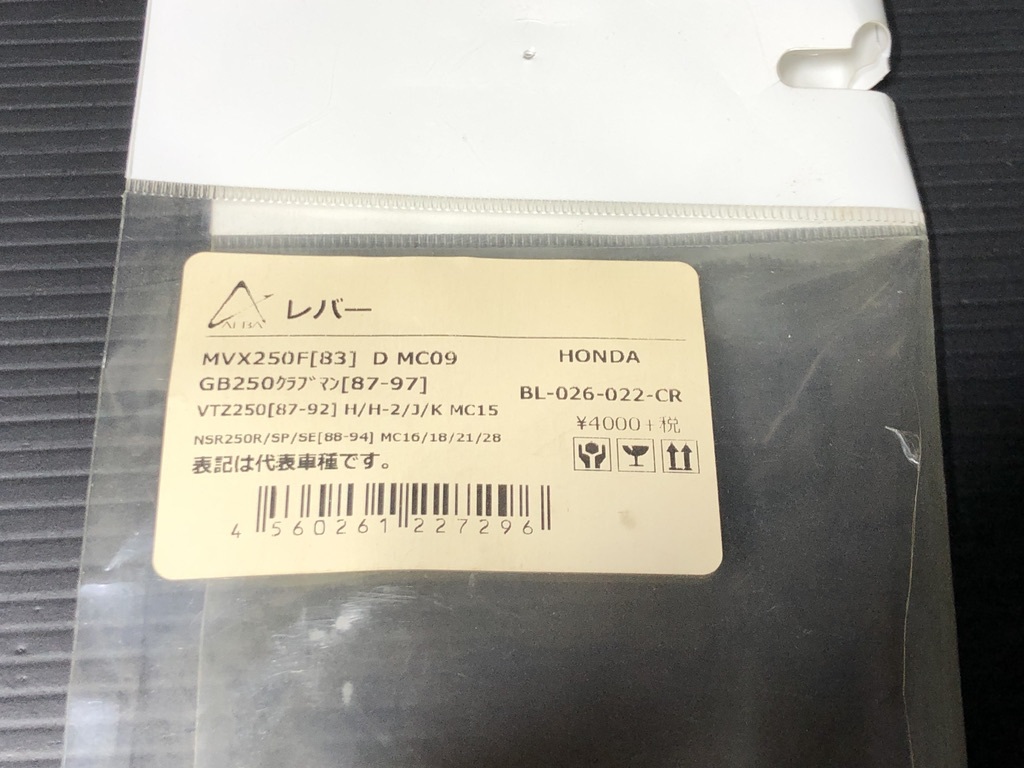 ALBA レバー
MVX250F[83] D MC09
HONDA
GB250クラブマン[87-97]
BL-026-022-CR
VTZ250[87-92] H/H-2/J/K MC15
¥4000+税
NSR250R/SP/SE[88-94] MC16/18/21/28
表記は代表車種です。
4 560261 227296